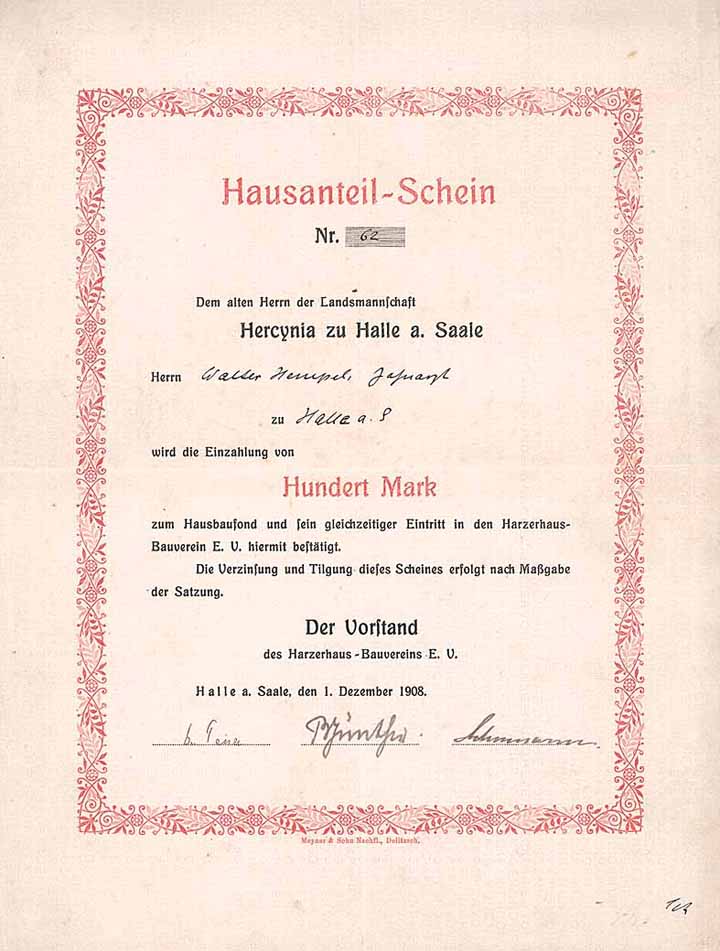 Hausanteil-Schein
Nr. 62
Dem alten Herrn der Landsmannſchaft
Hercynia zu Halle a. Saale
Herrn Walter Hempel, Zahnarzt
zu Halle a. S
wird die Einzahlung von
Hundert Mark
zum Hausbaufond und ſein gleichzeitiger Eintritt in den Harzerhaus-
Bauverein E. V. hiermit beſtätigt.
Die Verzinſung und Tilgung dieſes Scheines erfolgt nach Maßgabe
der Satzung.
Der Vorſtand
des Harzerhaus-Bauvereins E. V.
Halle a. Saale, den 1. Dezember 1908.
Schumann.
Meyner & Sohn Nachfl., Delitzsch.